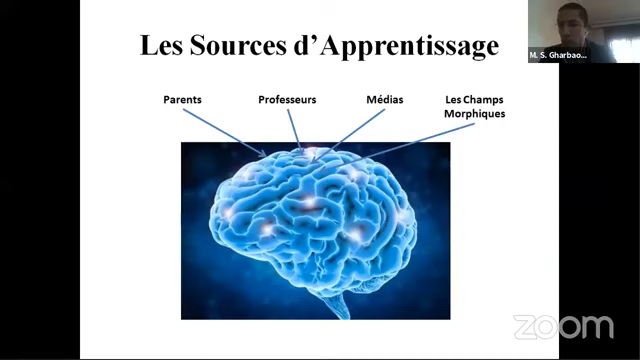 Les Sources d'Apprentissage
M. S. Gharbao...
Parents
Professeurs
Médias
Les Champs
Morphiques
zoom